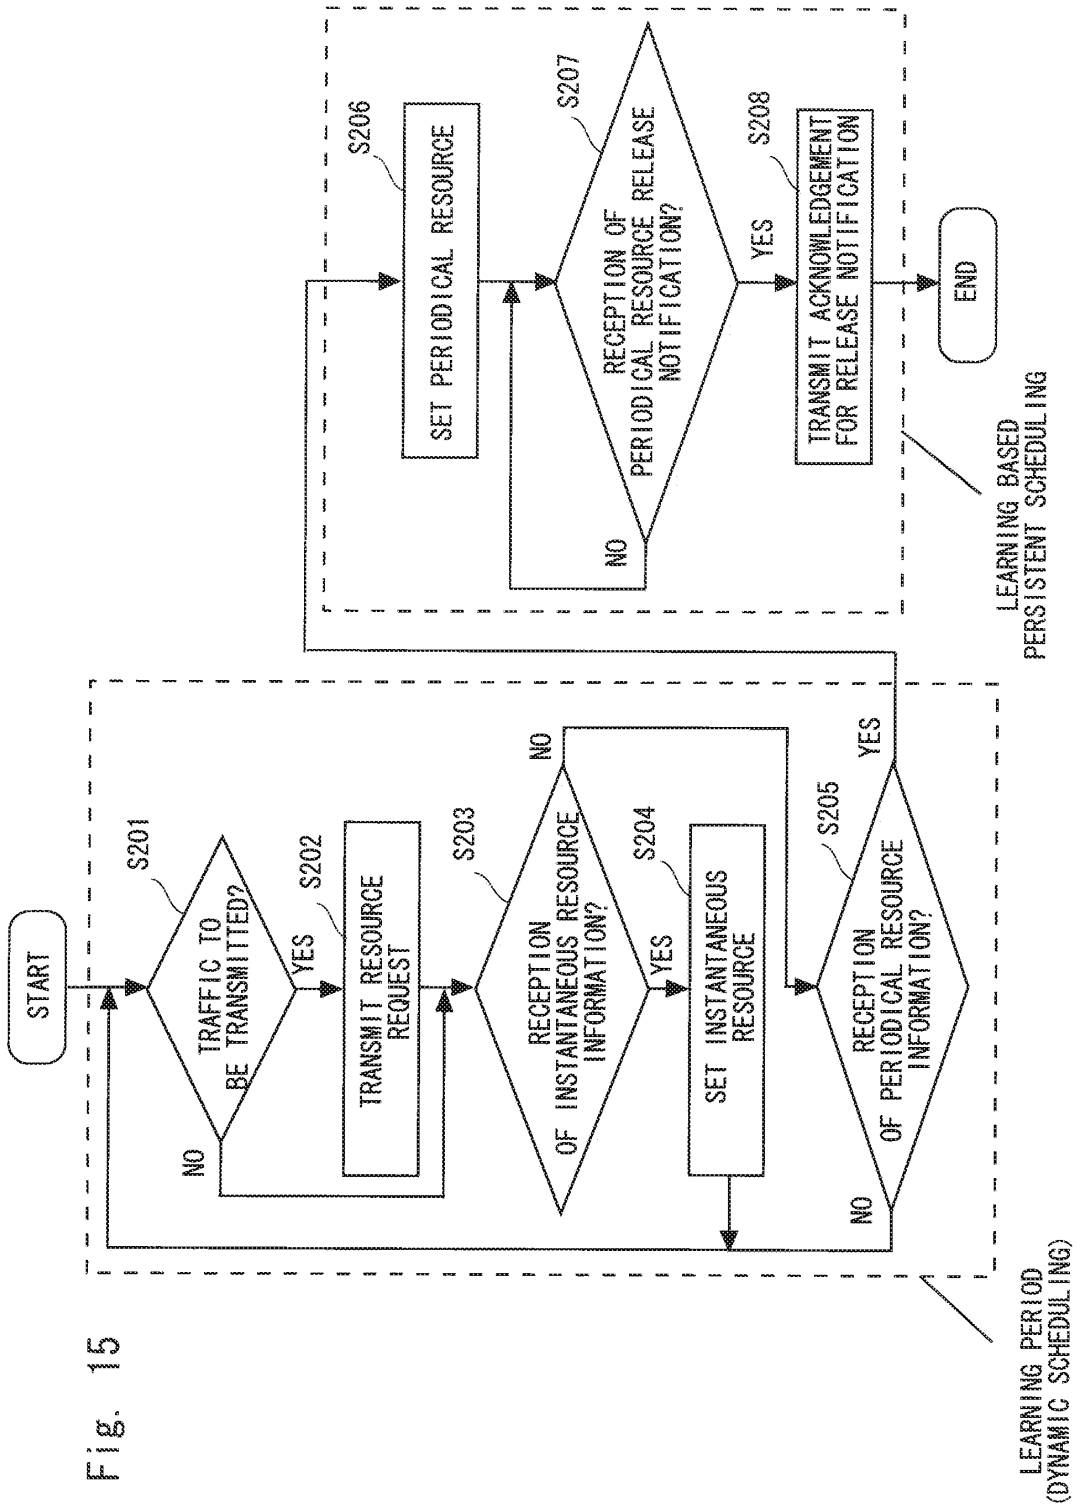 Fig. 15
START
S201
TRAFFIC TO
BE TRANSMITTED?
NO
YES
S202
TRANSMIT RESOURCE
REQUEST
S203
RECEPTION
OF INSTANTANEOUS RESOURCE
INFORMATION?
NO
YES
S204
SET INSTANTANEOUS
RESOURCE
S205
RECEPTION
OF PERIODICAL RESOURCE
INFORMATION?
NO
YES
LEARNING PERIOD
(DYNAMIC SCHEDULING)
S206
SET PERIODICAL RESOURCE
S207
RECEPTION OF
PERIODICAL RESOURCE RELEASE
NOTIFICATION?
NO
YES
S208
TRANSMIT ACKNOWLEDGEMENT
FOR RELEASE NOTIFICATION
END
LEARNING BASED
PERSISTENT SCHEDULING